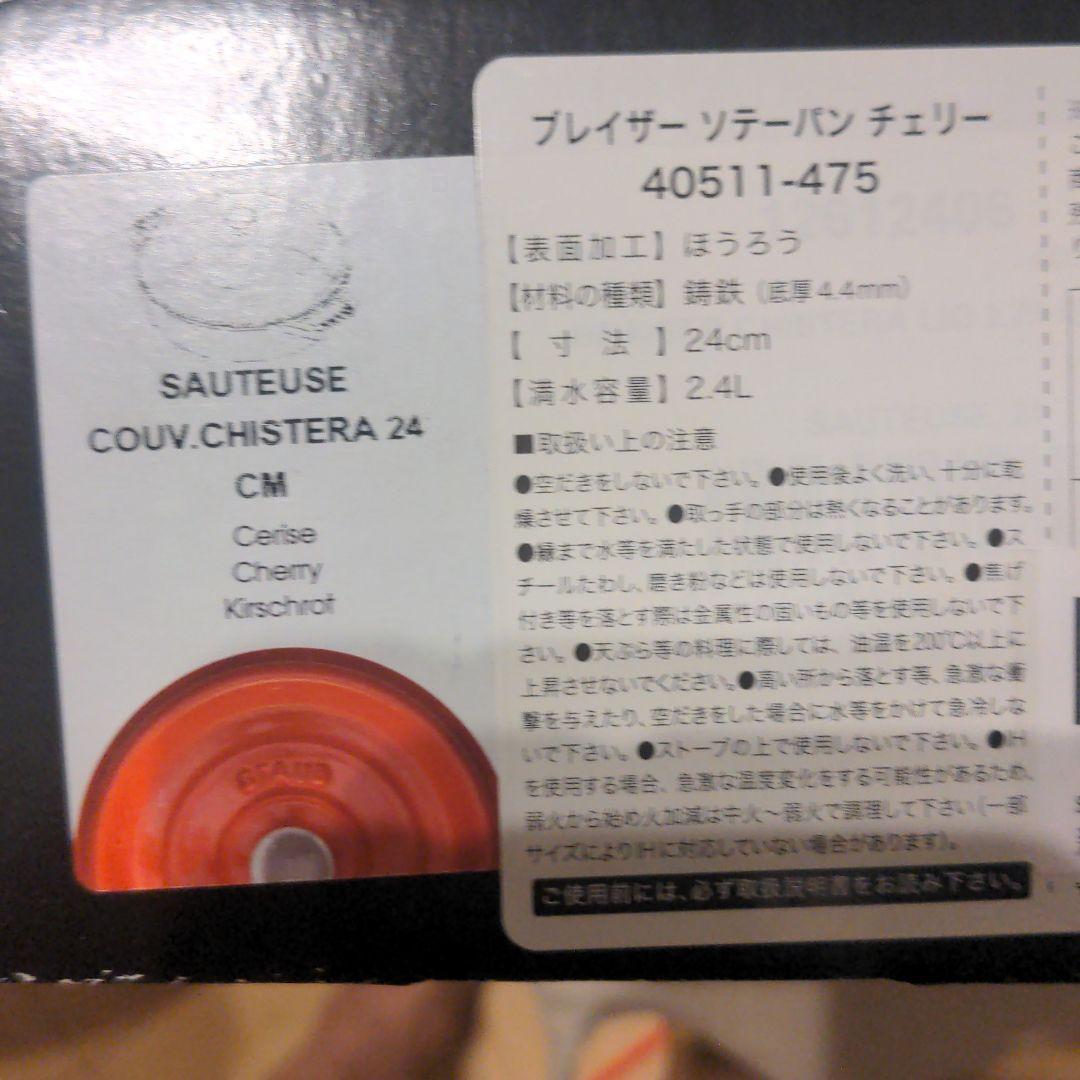 SAUTEUSE
COUV.CHISTERA 24
CM
Cerise
Cherry
Kirschrot
STAUB
ブレイザー ソテーパン チェリー
40511-475
【表面加工】ほうろう
【材料の種類】鋳鉄（底厚4.4mm）
【 寸 法 】24cm
【満水容量】2.4L
■取扱い上の注意
●空だきをしないで下さい。●使用後よく洗い、十分に乾
燥させて下さい。●取っ手の部分は熱くなることがあります。
●縁まで水等を満たした状態で使用しないで下さい。●ス
チールたわし、磨き粉などは使用しないで下さい。●焦げ
付き等を落とす際は金属性の固いもの等を使用しないで下
さい。●天ぷら等の料理に際しては、油温を200℃以上に
上昇させないでください。●高い所から落とす等、急激な衝
撃を与えたり、空だきをした場合に水等をかけて急冷しな
いで下さい。●ストーブの上で使用しないで下さい。●IH
を使用する場合、急激な温度変化をする可能性があるため、
弱火から始め火加減は中火〜弱火で調理して下さい(一部
サイズによりIHに対応していない場合があります)。
ご使用前には、必ず取扱説明書をお読み下さい。